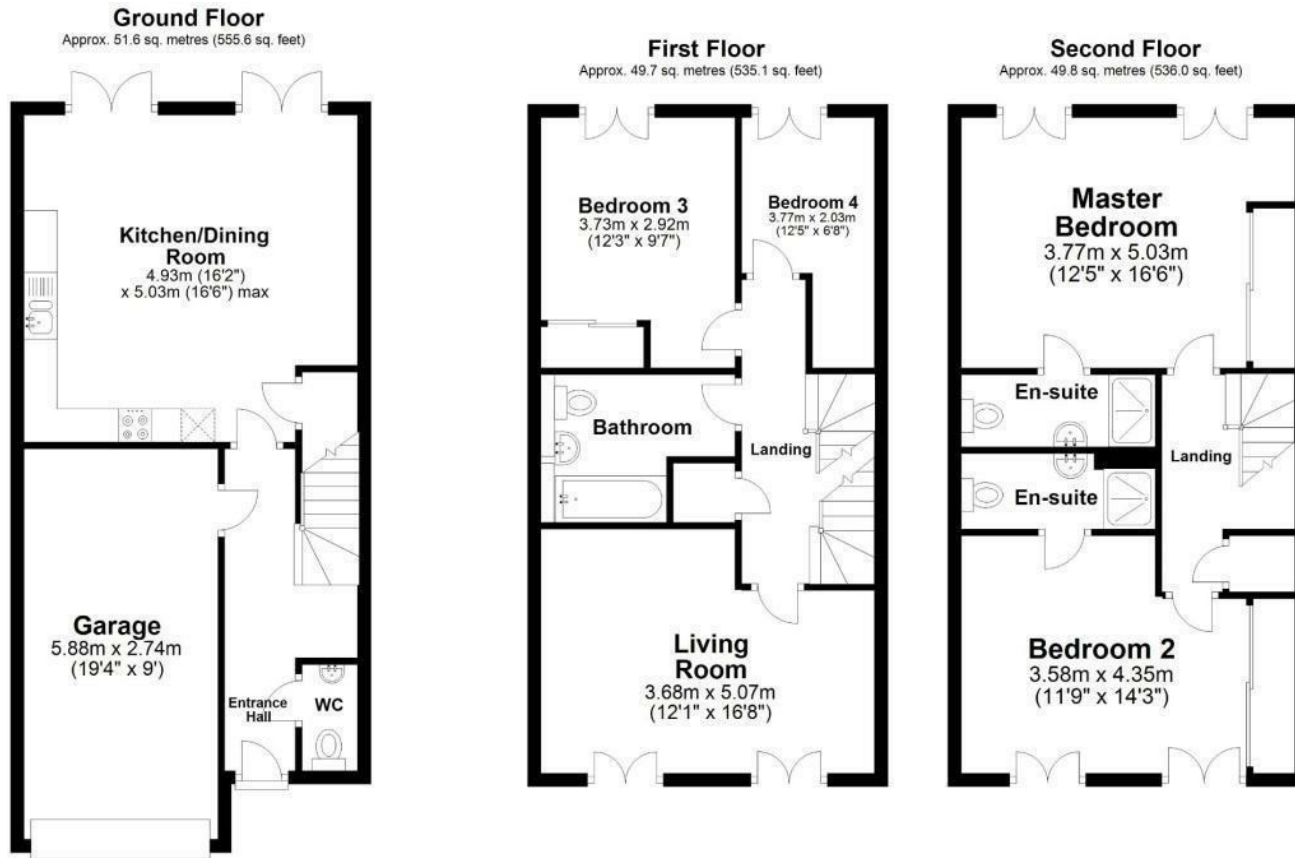 Ground Floor
Approx. 51.6 sq. metres (555.6 sq. feet)
Kitchen/Dining
Room
4.93m (16'2")
x 5.03m (16'6") max
Garage
5.88m x 2.74m
(19'4" x 9')
Entrance
Hall
WC
First Floor
Approx. 49.7 sq. metres (535.1 sq. feet)
Bedroom 3
3.73m x 2.92m
(12'3" x 9'7")
Bedroom 4
3.77m x 2.03m
(12'5" x 6'8")
Bathroom
Landing
Living
Room
3.68m x 5.07m
(12'1" x 16'8")
Second Floor
Approx. 49.8 sq. metres (536.0 sq. feet)
Master
Bedroom
3.77m x 5.03m
(12'5" x 16'6")
En-suite
En-suite
Landing
Bedroom 2
3.58m x 4.35m
(11'9" x 14'3")